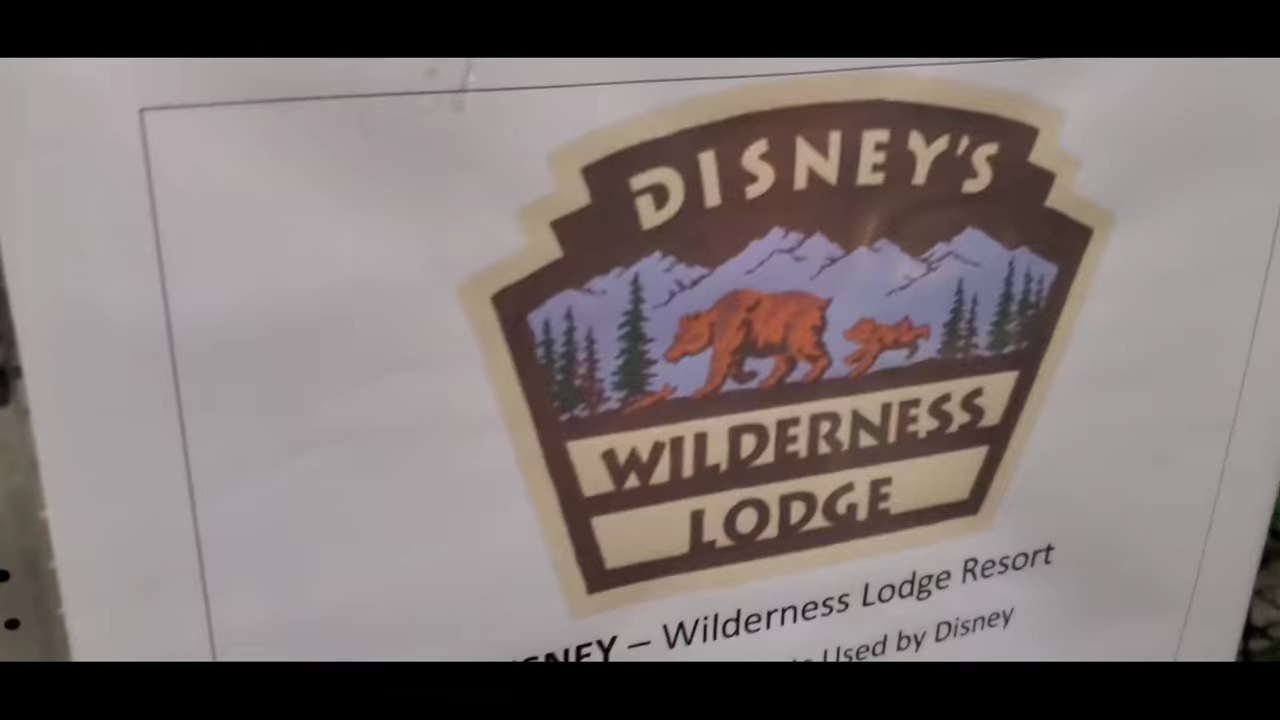 DISNEY'S
WILDERNESS
LODGE
– Wilderness Lodge Resort
Used by Disney